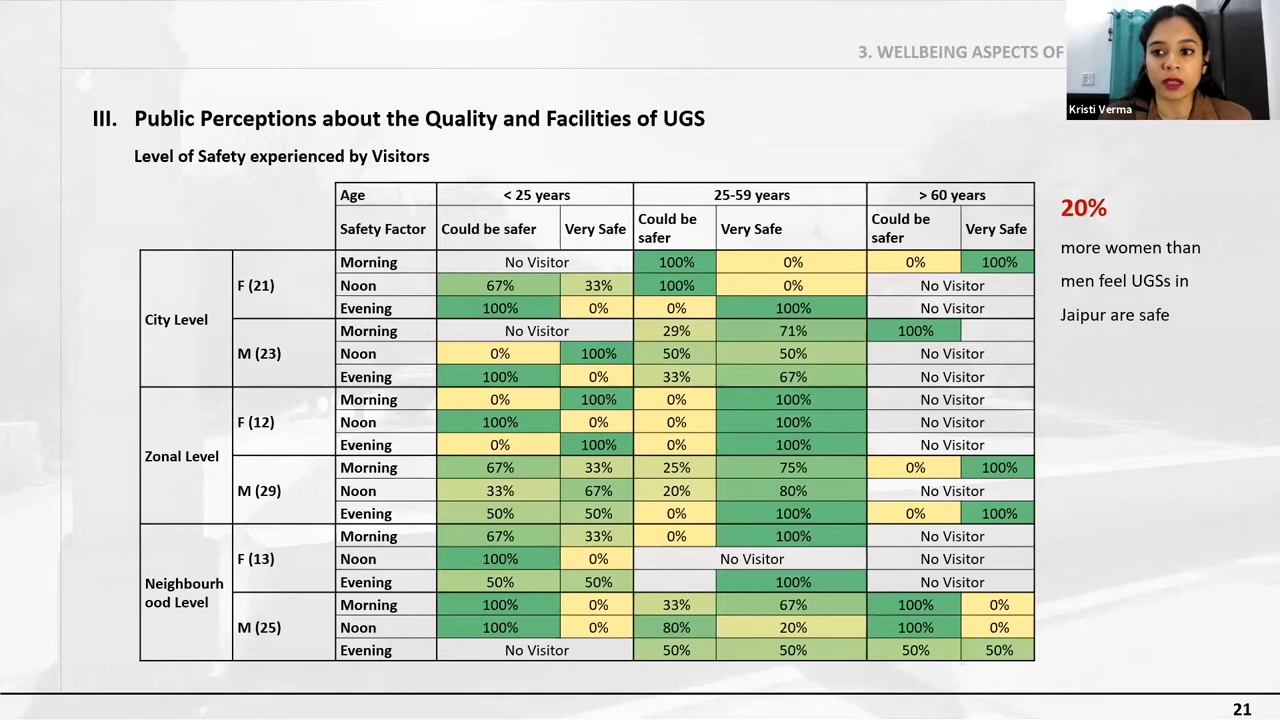 3. WELLBEING ASPECTS OF
Kristi Verma
III. Public Perceptions about the Quality and Facilities of UGS
Level of Safety experienced by Visitors
Age < 25 years 25-59 years > 60 years
Safety Factor Could be safer Very Safe Could be safer Very Safe Could be safer Very Safe
City Level F (21) Morning No Visitor 100% 0% 0% 100%
Noon 67% 33% 100% 0% No Visitor
Evening 100% 0% 0% 100% No Visitor
M (23) Morning No Visitor 29% 71% 100%
Noon 0% 100% 50% 50% No Visitor
Evening 100% 0% 33% 67% No Visitor
Zonal Level F (12) Morning 0% 100% 0% 100% No Visitor
Noon 100% 0% 0% 100% No Visitor
Evening 0% 100% 0% 100% No Visitor
M (29) Morning 67% 33% 25% 75% 0% 100%
Noon 33% 67% 20% 80% No Visitor
Evening 50% 50% 0% 100% 0% 100%
Neighbourhood Level F (13) Morning 67% 33% 0% 100% No Visitor
Noon 100% 0% No Visitor No Visitor
Evening 50% 50% 100% No Visitor
M (25) Morning 100% 0% 33% 67% 100% 0%
Noon 100% 0% 80% 20% 100% 0%
Evening No Visitor 50% 50% 50% 50%
20%
more women than
men feel UGSs in
Jaipur are safe
21